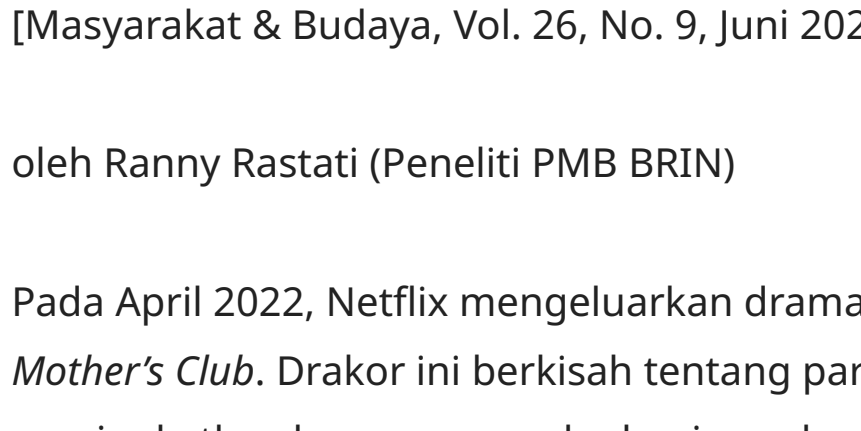 [Masyarakat & Budaya, Vol. 26, No. 9, Juni 202
oleh Ranny Rastati (Peneliti PMB BRIN)
Pada April 2022, Netflix mengeluarkan drama
Mother’s Club. Drakor ini berkisah tentang par